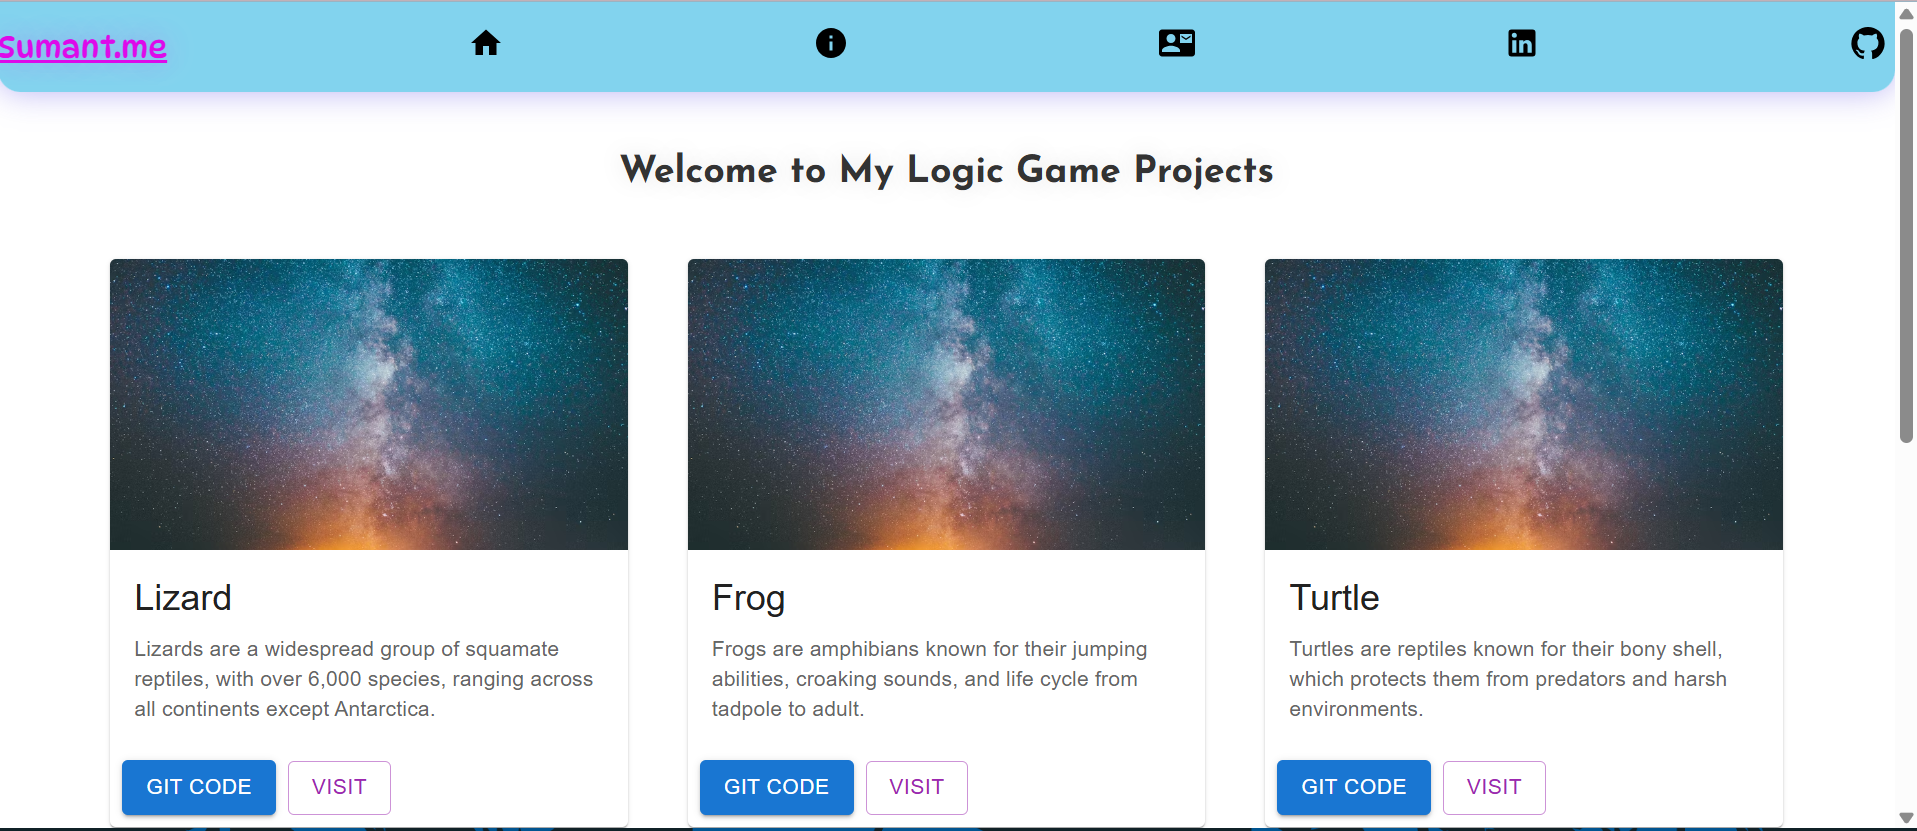 Sumant.me
Welcome to My Logic Game Projects
Lizard
Lizards are a widespread group of squamate
reptiles, with over 6,000 species, ranging across
all continents except Antarctica.
GIT CODE VISIT
Frog
Frogs are amphibians known for their jumping
abilities, croaking sounds, and life cycle from
tadpole to adult.
GIT CODE VISIT
Turtle
Turtles are reptiles known for their bony shell,
which protects them from predators and harsh
environments.
GIT CODE VISIT